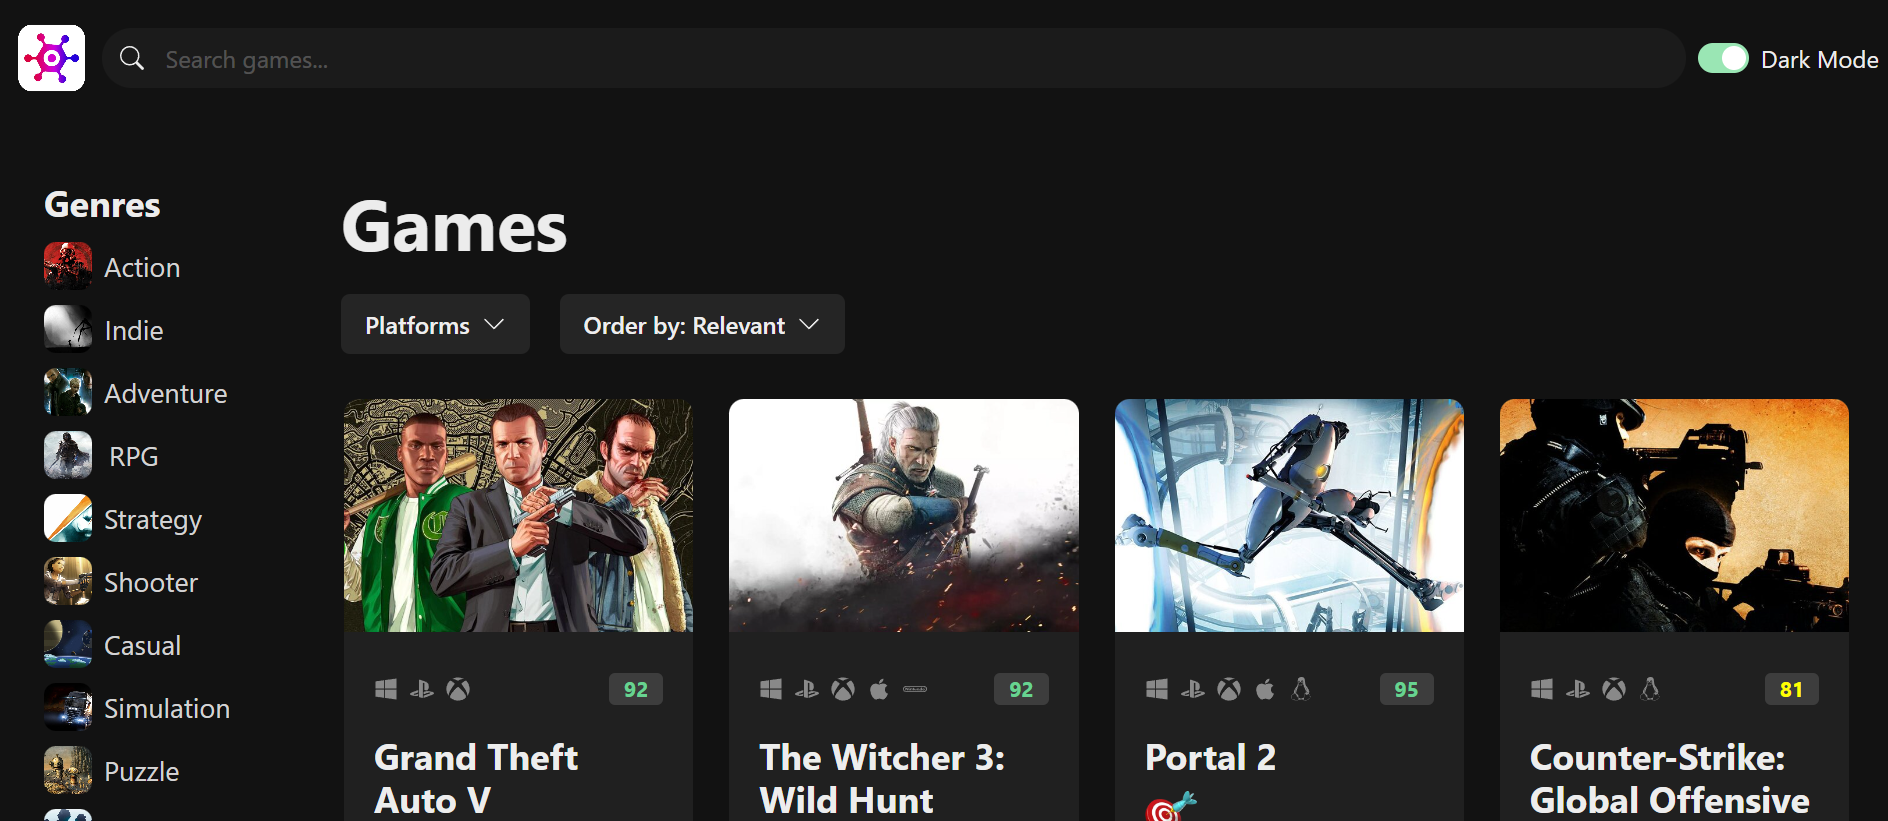 Search games...
Dark Mode
Genres
Action
Indie
Adventure
RPG
Strategy
Shooter
Casual
Simulation
Puzzle
Games
Platforms
Order by: Relevant
92
Grand Theft
Auto V
92
The Witcher 3:
Wild Hunt
95
Portal 2
81
Counter-Strike:
Global Offensive